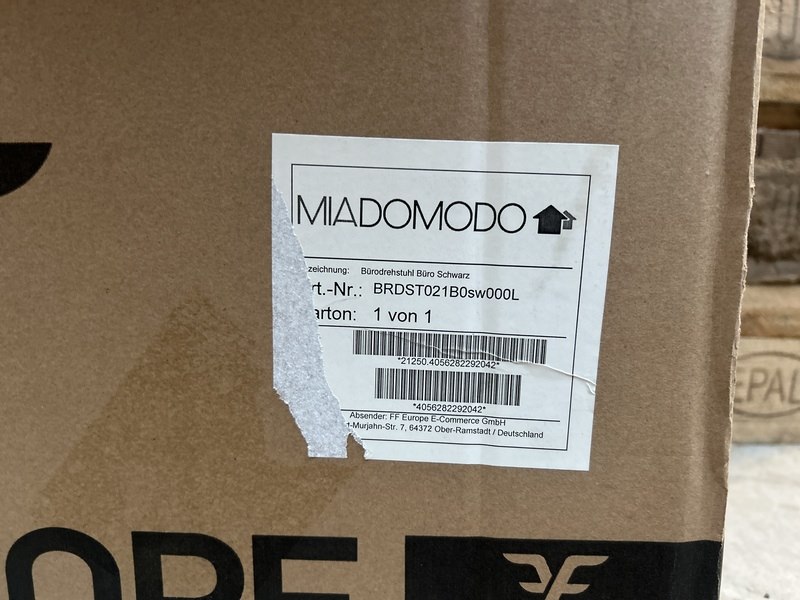 MIADOMODO
zeichnung: Bürodrehstuhl Büro Schwarz
rt.-Nr.: BRDST021B0sw000L
arton: 1 von 1
*21250.4056282292042*
*4056282292042*
Absender: FF Europe E-Commerce GmbH
t-Murjahn-Str. 7, 64372 Ober-Ramstadt / Deutschland
EPAL
OPE